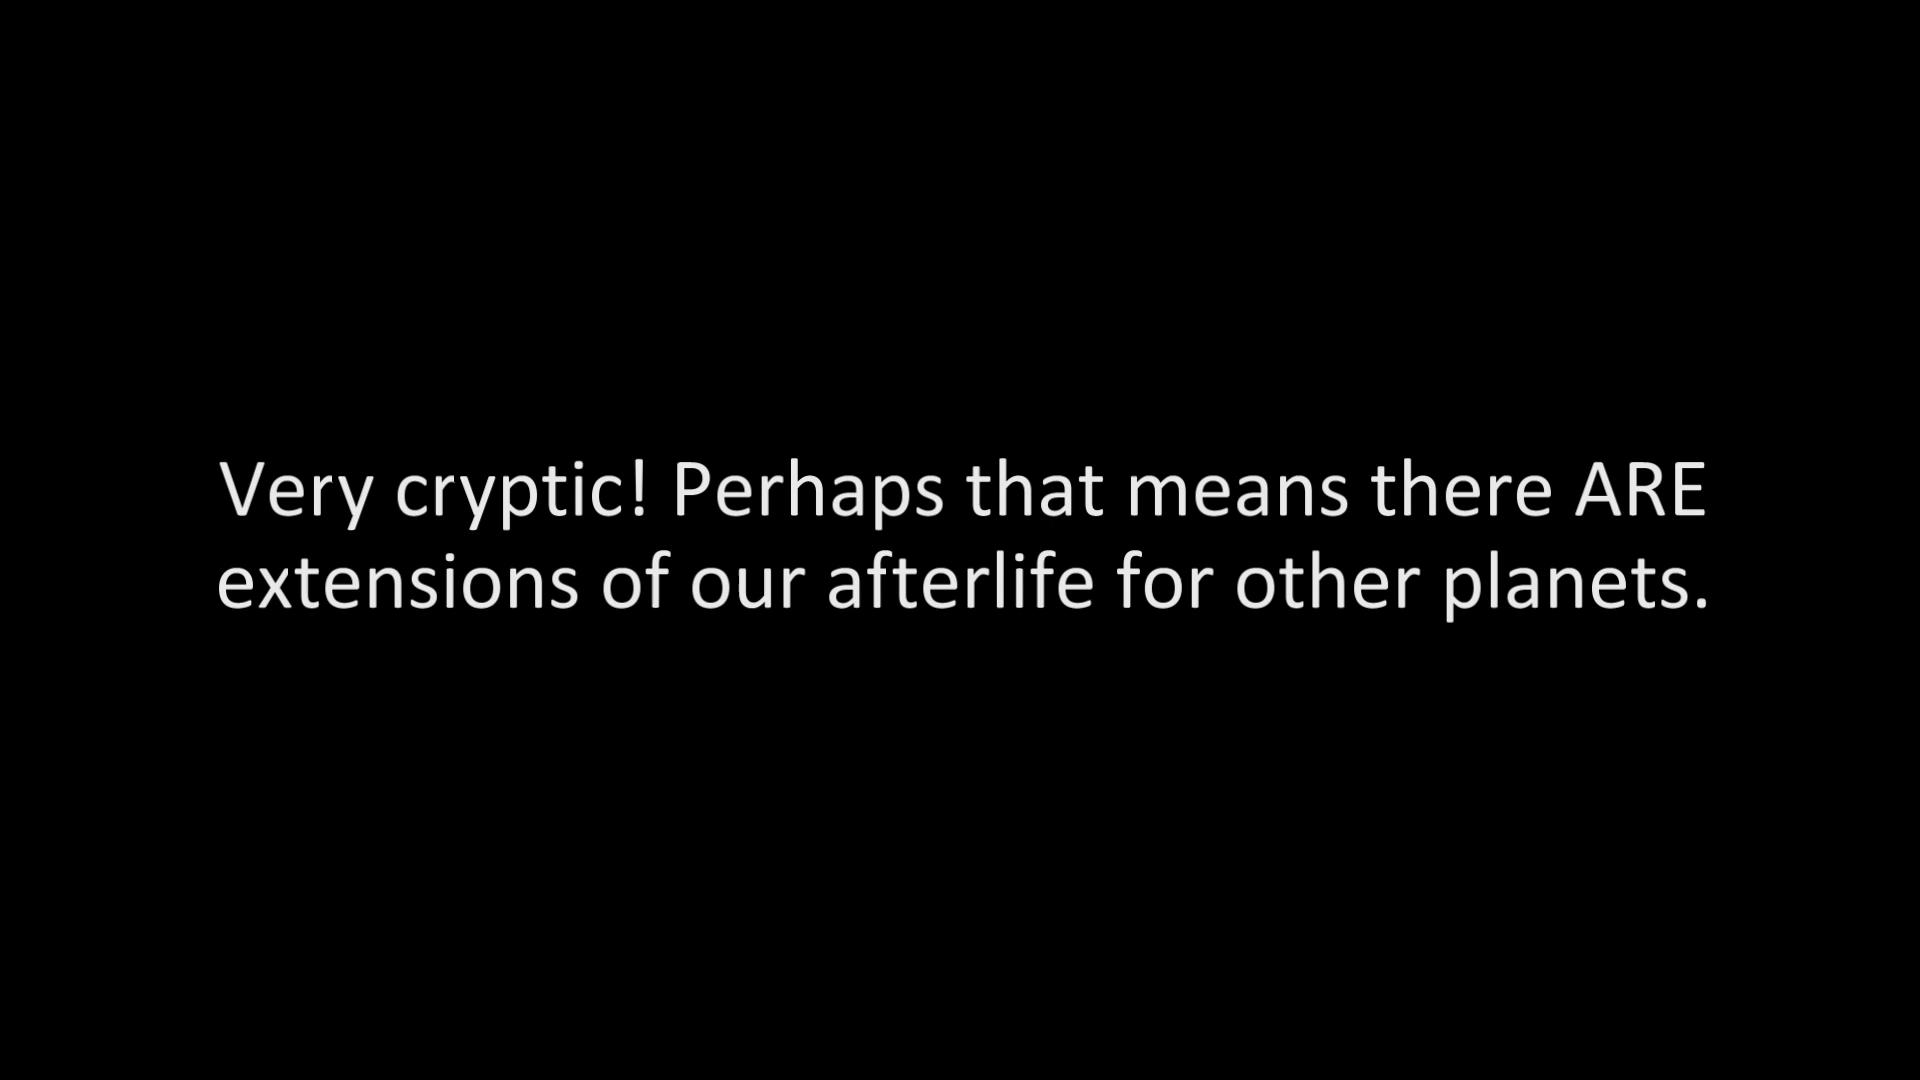 Very cryptic! Perhaps that means there ARE
extensions of our afterlife for other planets.